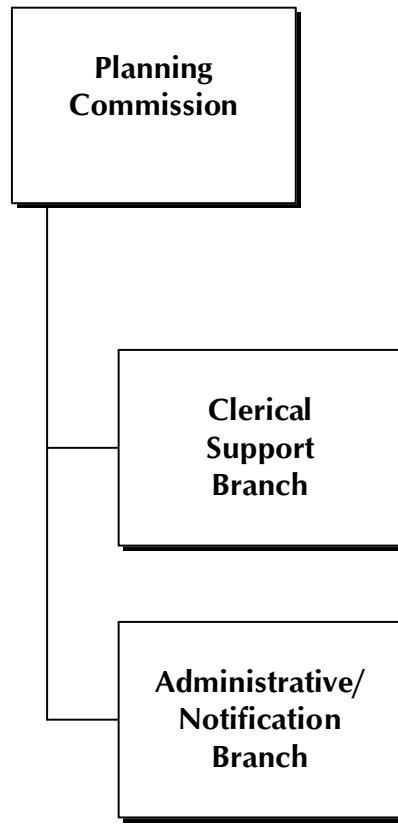 Planning
Commission
Clerical
Support
Branch
Administrative/
Notification
Branch